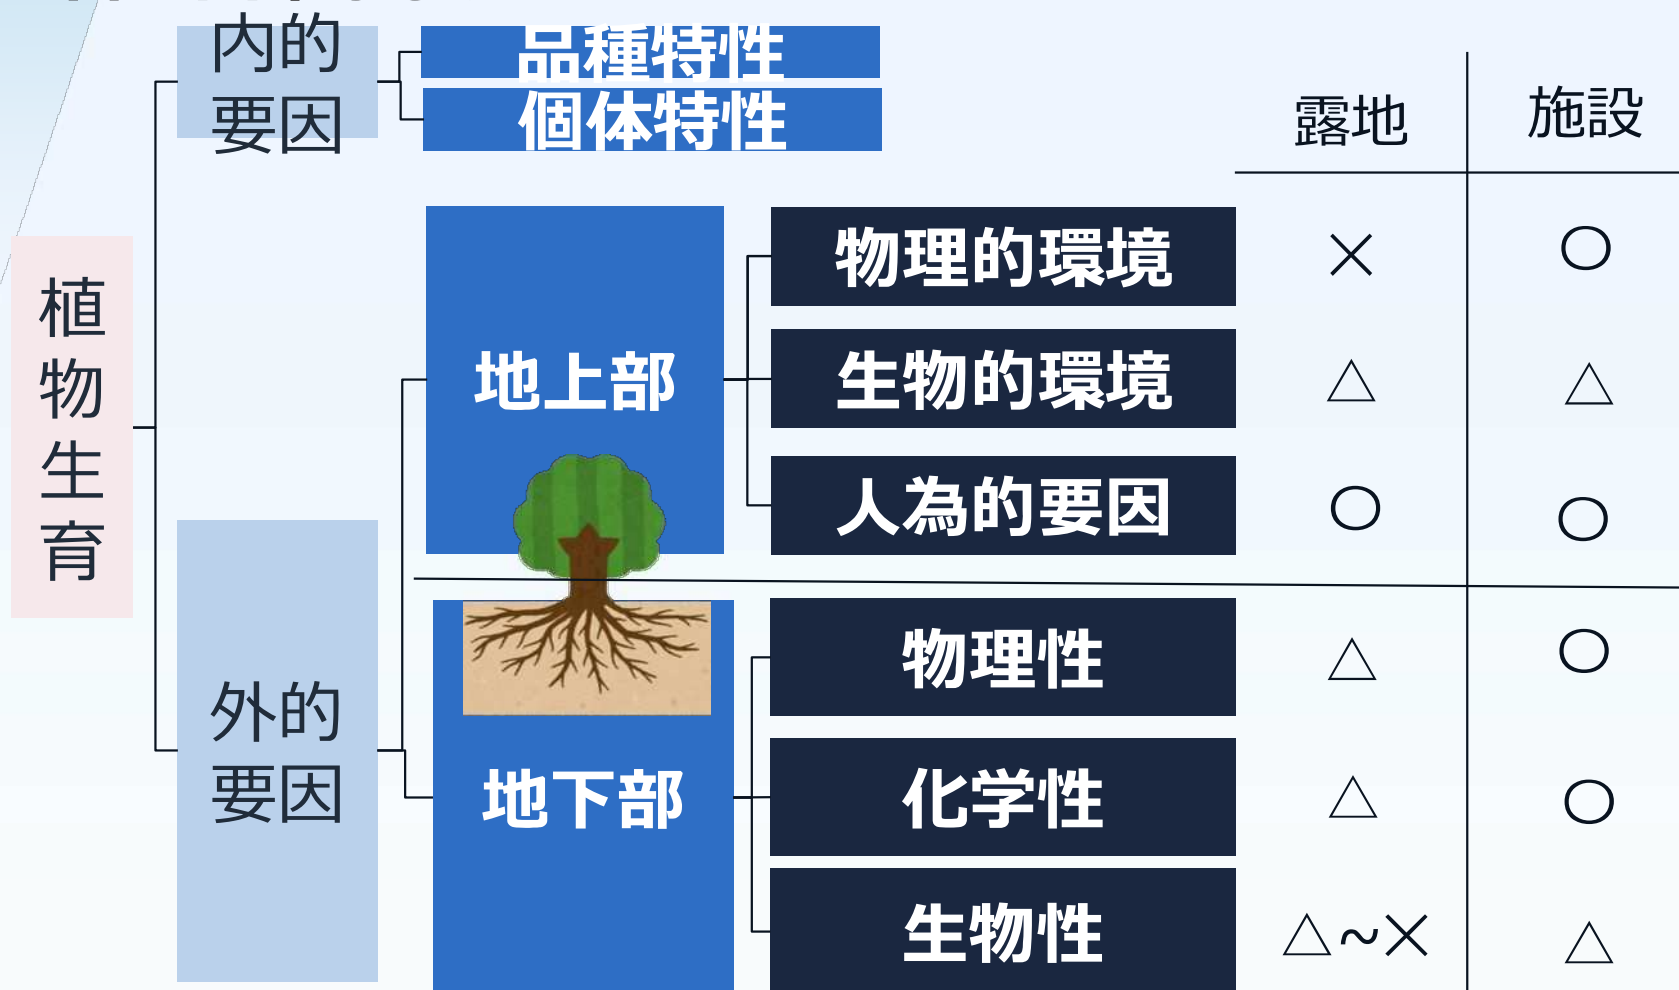 内的
要因
品種特性
個体特性
露地
施設
植
物
生
育
地上部
物理的環境
× ○
生物的環境
△ △
人為的要因
○ ○
外的
要因
地下部
物理性
△ ○
化学性
△ ○
生物性
△~× △